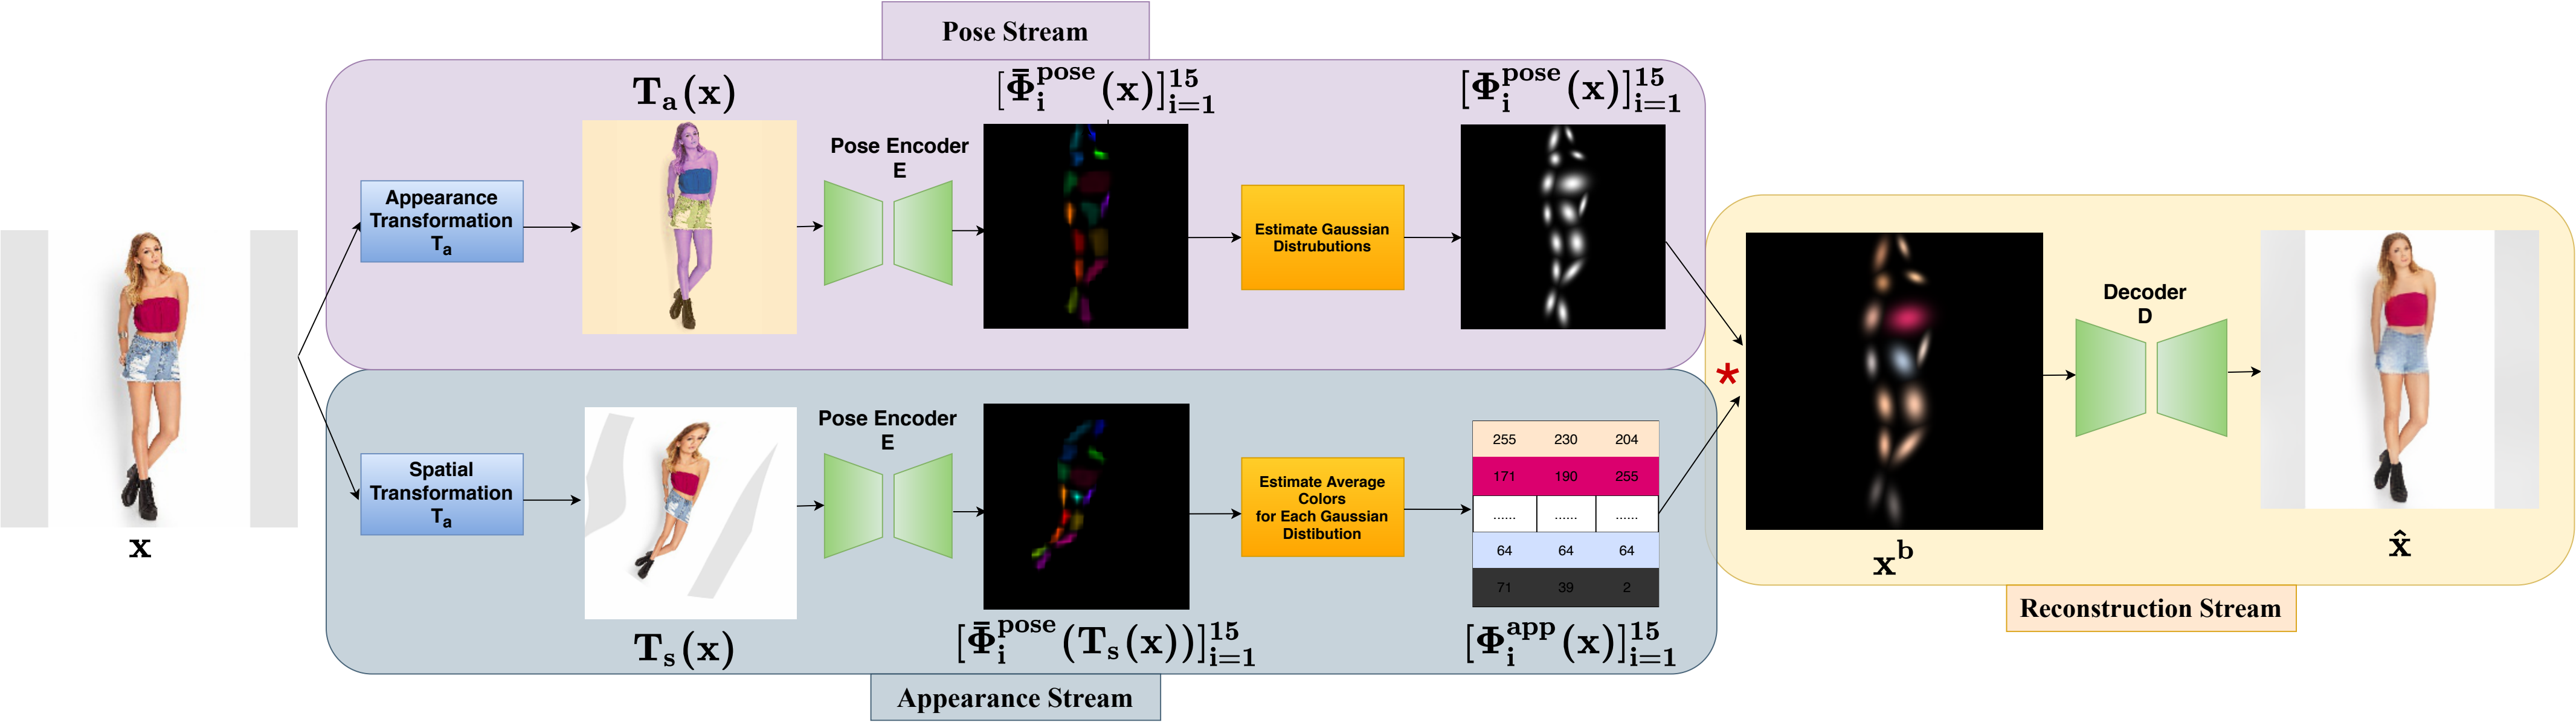 Pose Stream
T_a(x)
[Φ̄_i^pose(x)]_{i=1}^{15}
[Φ_i^pose(x)]_{i=1}^{15}
Appearance
Transformation
T_a
Pose Encoder
E
Estimate Gaussian
Distrubutions
x
Spatial
Transformation
T_a
T_s(x)
Pose Encoder
E
[Φ̄_i^pose(T_s(x))]_{i=1}^{15}
Estimate Average
Colors
for Each Gaussian
Distibution
255 230 204
171 190 255
...... ...... ......
64 64 64
71 39 2
[Φ_i^app(x)]_{i=1}^{15}
Appearance Stream
*
x^b
Decoder
D
x̂
Reconstruction Stream